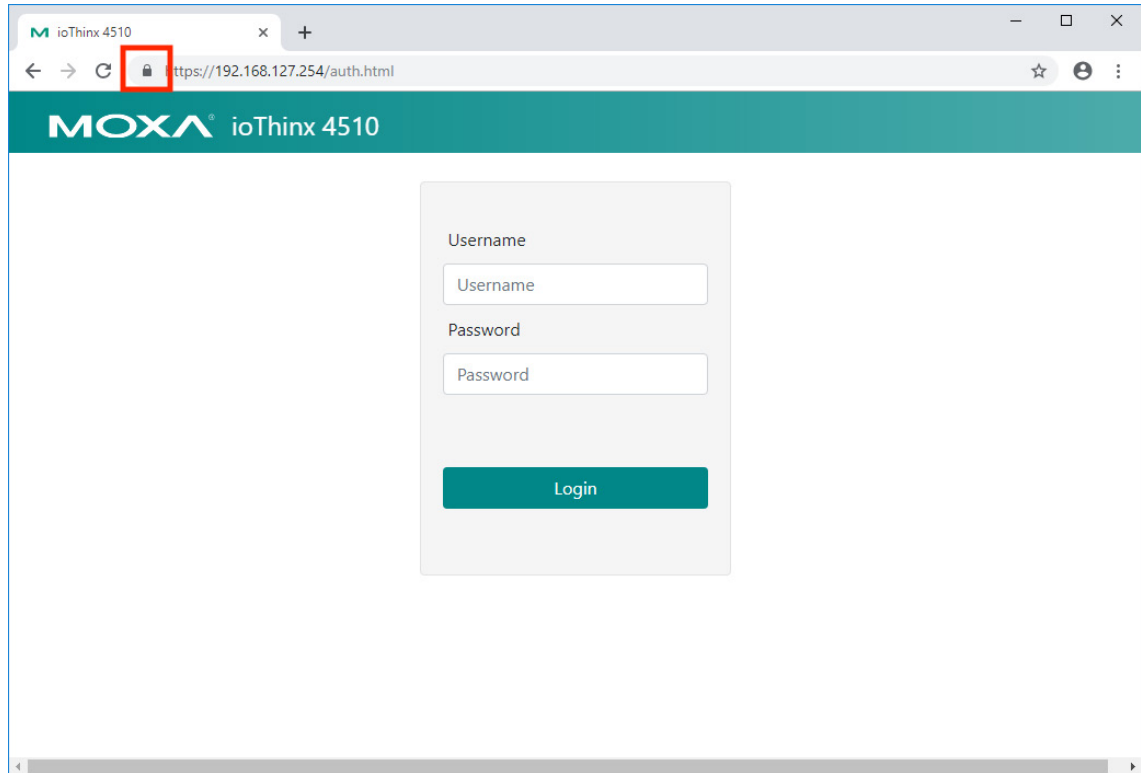 ioThinx 4510
https://192.168.127.254/auth.html
MOXA® ioThinx 4510
Username
Username
Password
Password
Login